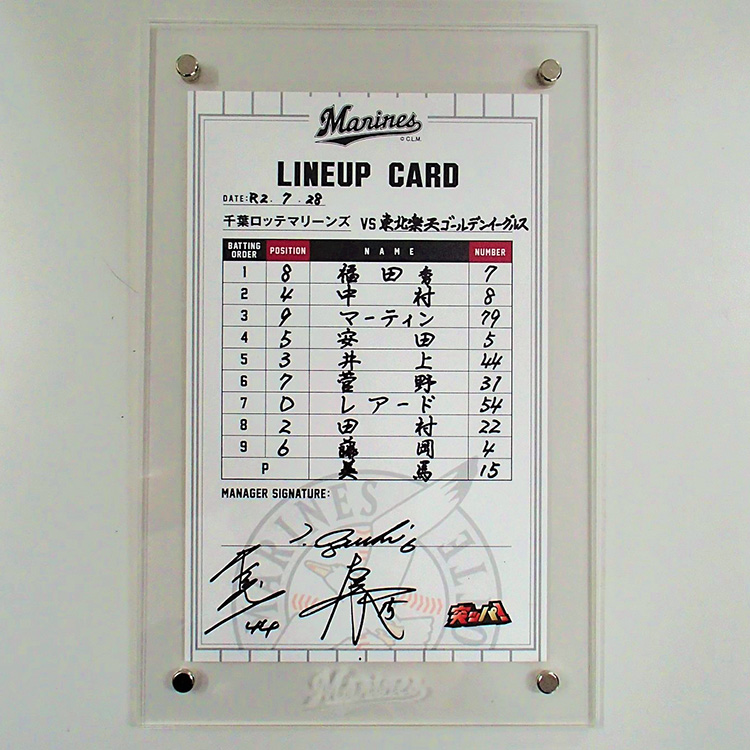 Marines
© C.L.M.
LINEUP CARD
DATE: R2. 7. 28
千葉ロッテマリーンズ VS 東北楽天ゴールデンイーグルス
BATTING ORDER POSITION NAME NUMBER
1 8 福田秀 7
2 4 中村 8
3 9 マーティン 79
4 5 安田 5
5 3 井上 44
6 7 菅野 31
7 D レアード 54
8 2 田村 22
9 6 藤岡 4
P 美馬 15
MANAGER SIGNATURE:
6
44
15
突ッパ!
MARINES
Marines